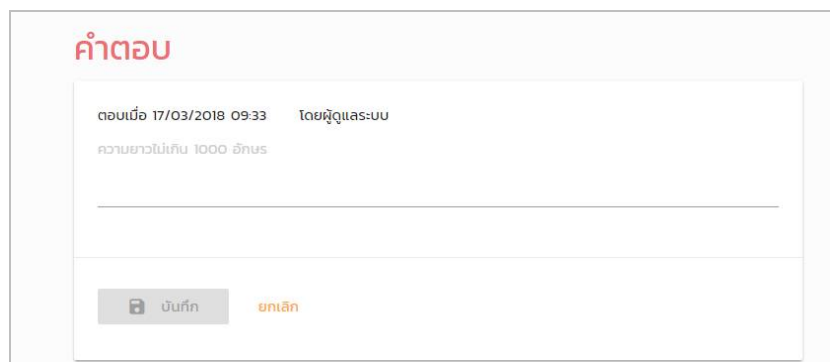 คำตอบ
ตอบเมื่อ 17/03/2018 09:33 โดยผู้ดูแลระบบ
ความยาวไม่เกิน 1000 อักษร
บันทึก ยกเลิก